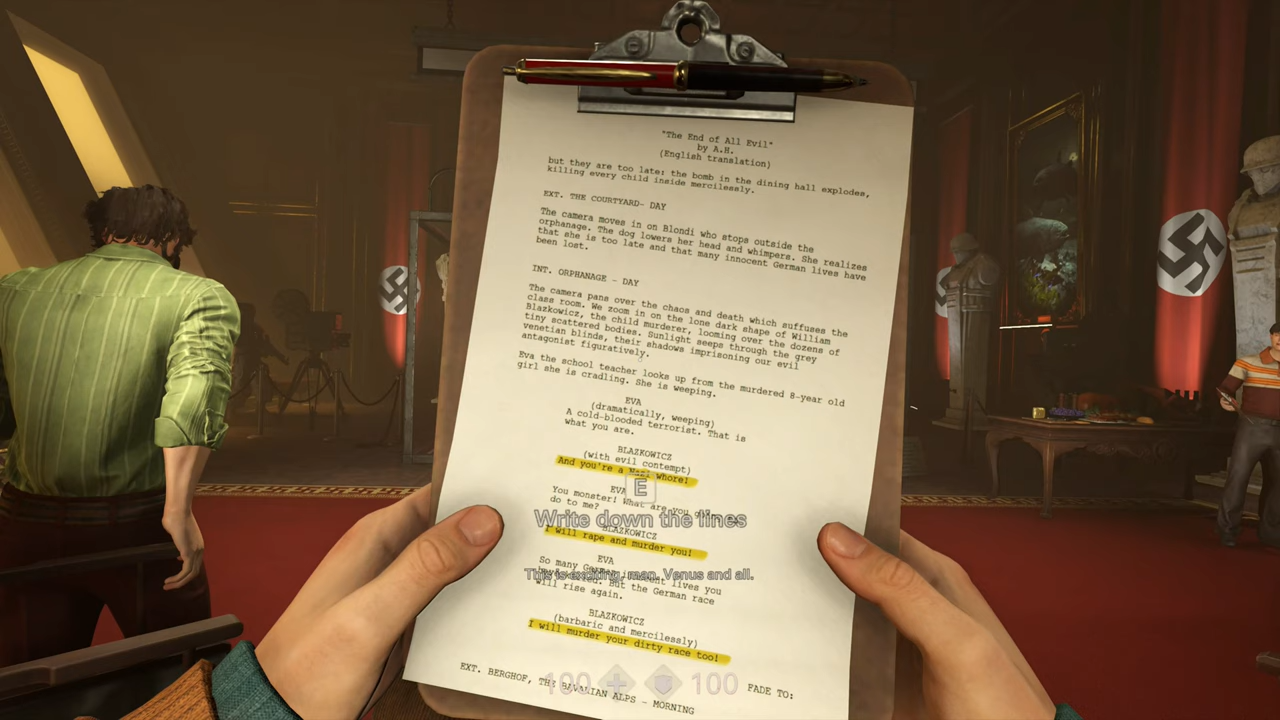 "The End of All Evil"
by A.H.
(English translation)
but they are too late: the bomb in the dining hall explodes,
killing every child inside mercilessly.
EXT. THE COURTYARD- DAY
The camera moves in on Blondi who stops outside the
orphanage. The dog lowers her head and whimpers. She realizes
that she is too late and that many innocent German lives have
been lost.
INT. ORPHANAGE - DAY
The camera pans over the chaos and death which suffuses the
class room. We zoom in on the lone dark shape of William
Blazkowicz, the child murderer, looming over the dozens of
tiny scattered bodies. Sunlight seeps through the grey
venetian blinds, their shadows imprisoning our evil
antagonist figuratively.
Eva the school teacher looks up from the murdered 8-year old
girl she is cradling. She is weeping.
EVA
(dramatically, weeping)
A cold-blooded terrorist. That is
what you are.
BLAZKOWICZ
(with evil contempt)
And you're a Nazi whore!
E
EVA
You monster! What are you
do to me?
Write down the lines
BLAZKOWICZ
I will rape and murder you!
EVA
So many German
This is exciting, man. Venus and all.
lives you
But the German race
will rise again.
BLAZKOWICZ
(barbaric and mercilessly)
I will murder your dirty race too!
FADE TO:
EXT. BERGHOF, THE BAVARIAN ALPS - MORNING
100 100